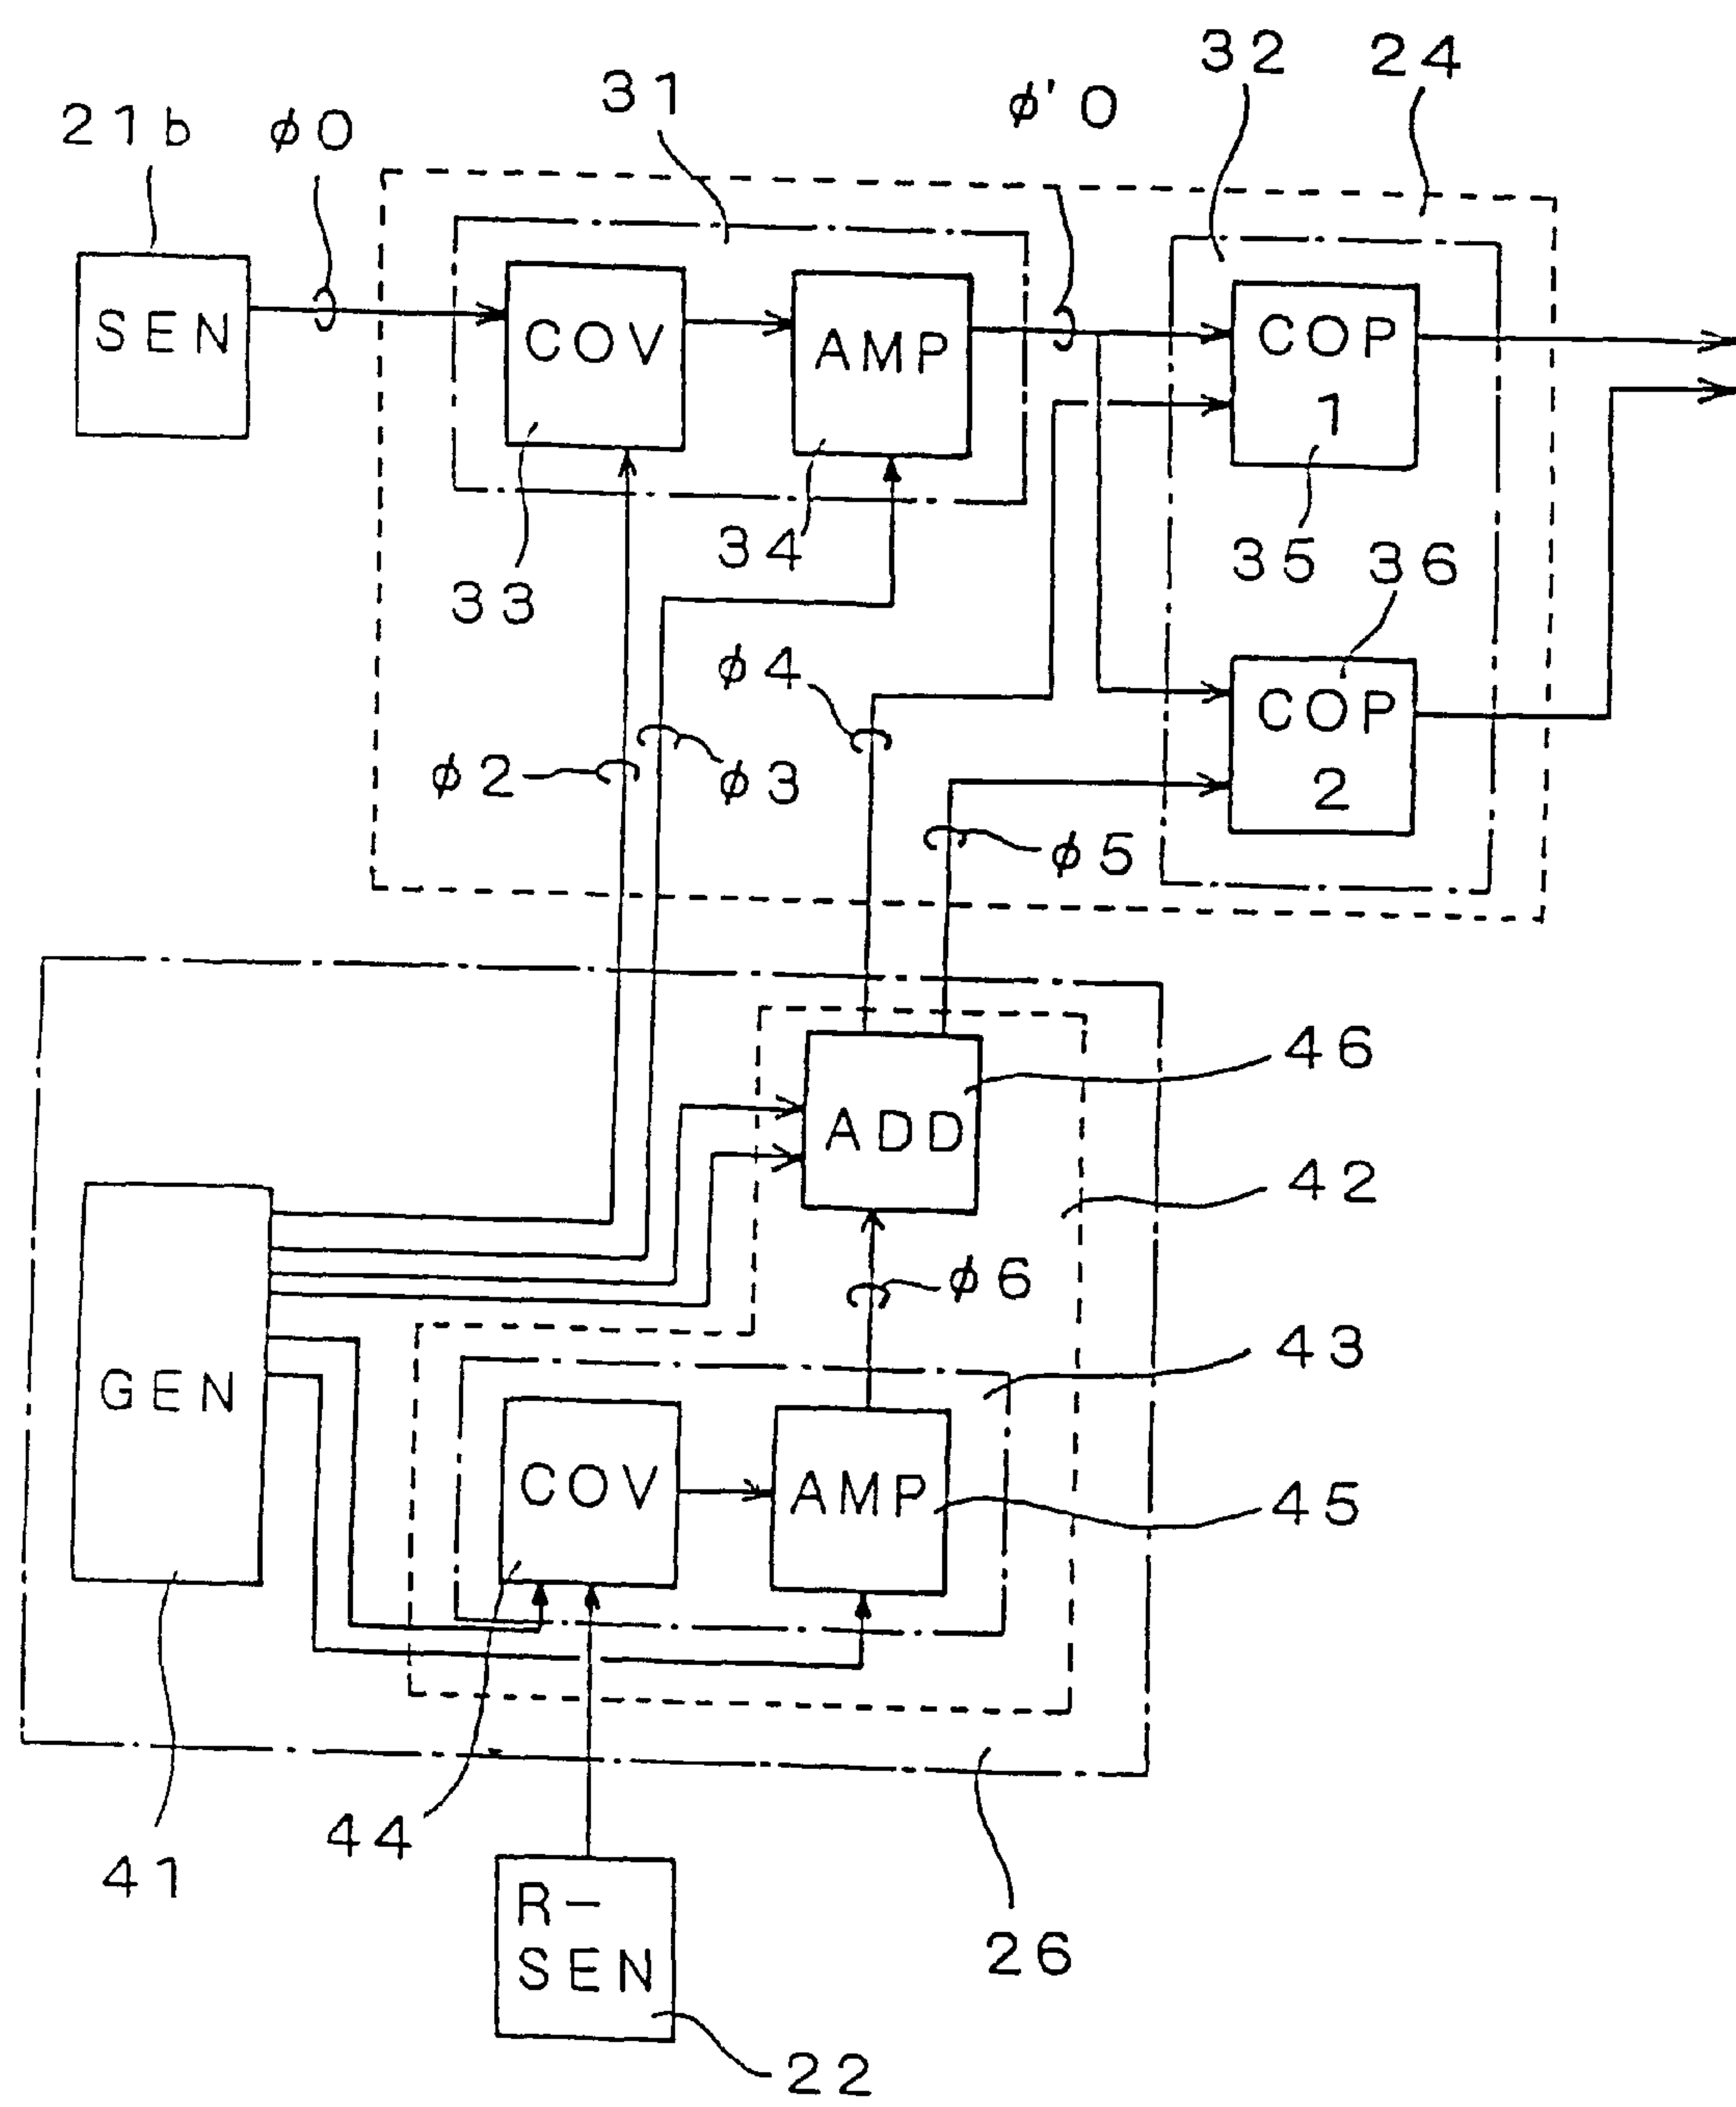 32
24
31
φ'0
21b
φ0
SEN
COV
AMP
COP
1
34
35
36
33
φ4
COP
2
φ2
φ3
φ5
46
ADD
42
φ6
43
GEN
COV
AMP
45
44
41
R-
SEN
26
22